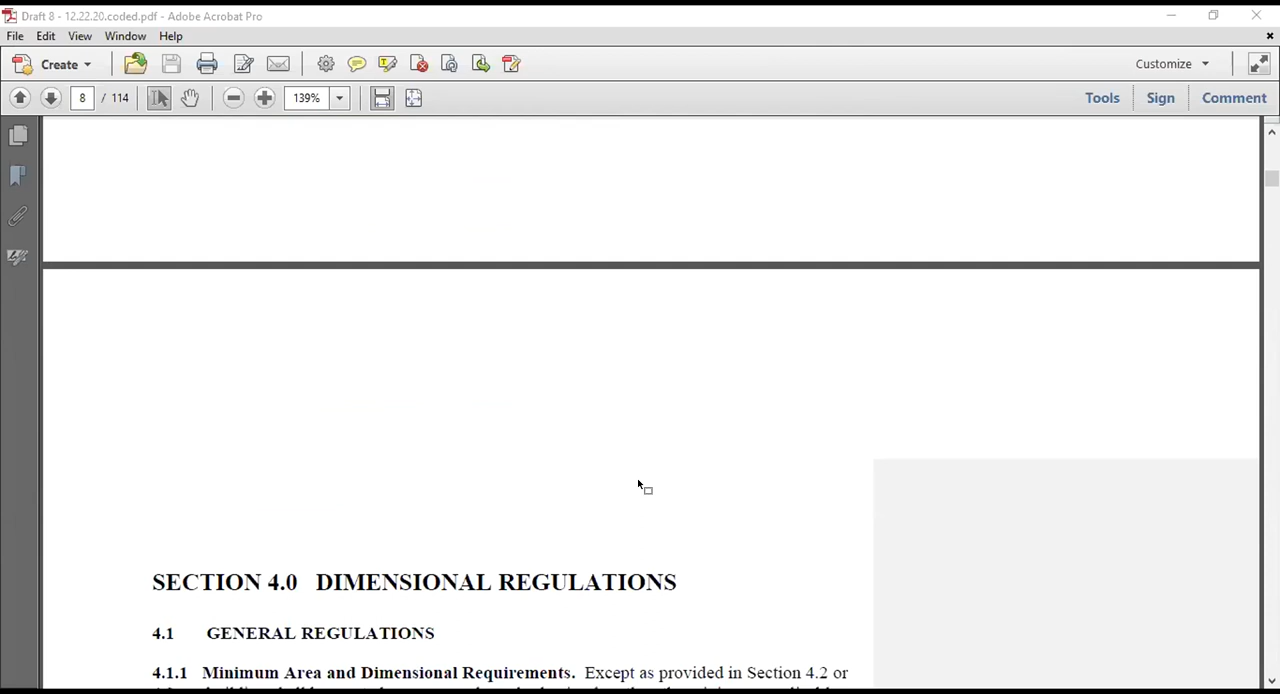 Draft 8 - 12.22.20.coded.pdf - Adobe Acrobat Pro
File Edit View Window Help
Create Customize
8 / 114 139% Tools Sign Comment
SECTION 4.0 DIMENSIONAL REGULATIONS
4.1 GENERAL REGULATIONS
4.1.1 Minimum Area and Dimensional Requirements. Except as provided in Section 4.2 or